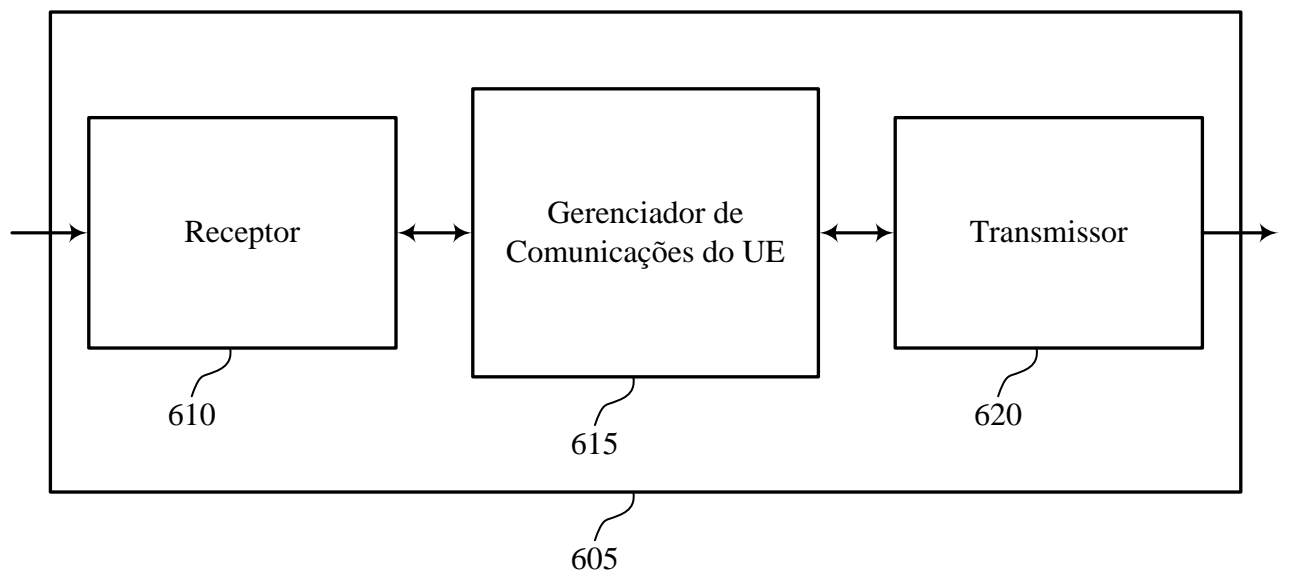 Receptor
Gerenciador de
Comunicações do UE
Transmissor
610
615
620
605